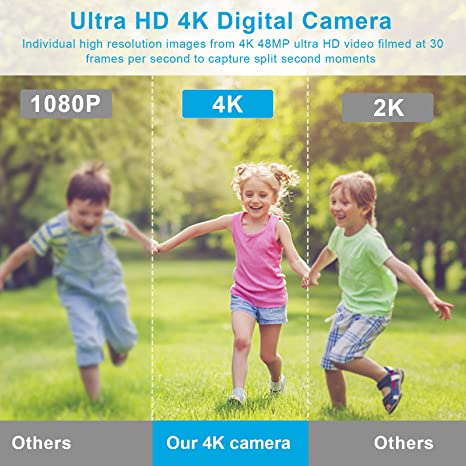 Ultra HD 4K Digital Camera
Individual high resolution images from 4K 48MP ultra HD video filmed at 30
frames per second to capture split second moments
1080P 4K 2K
Others Our 4K camera Others